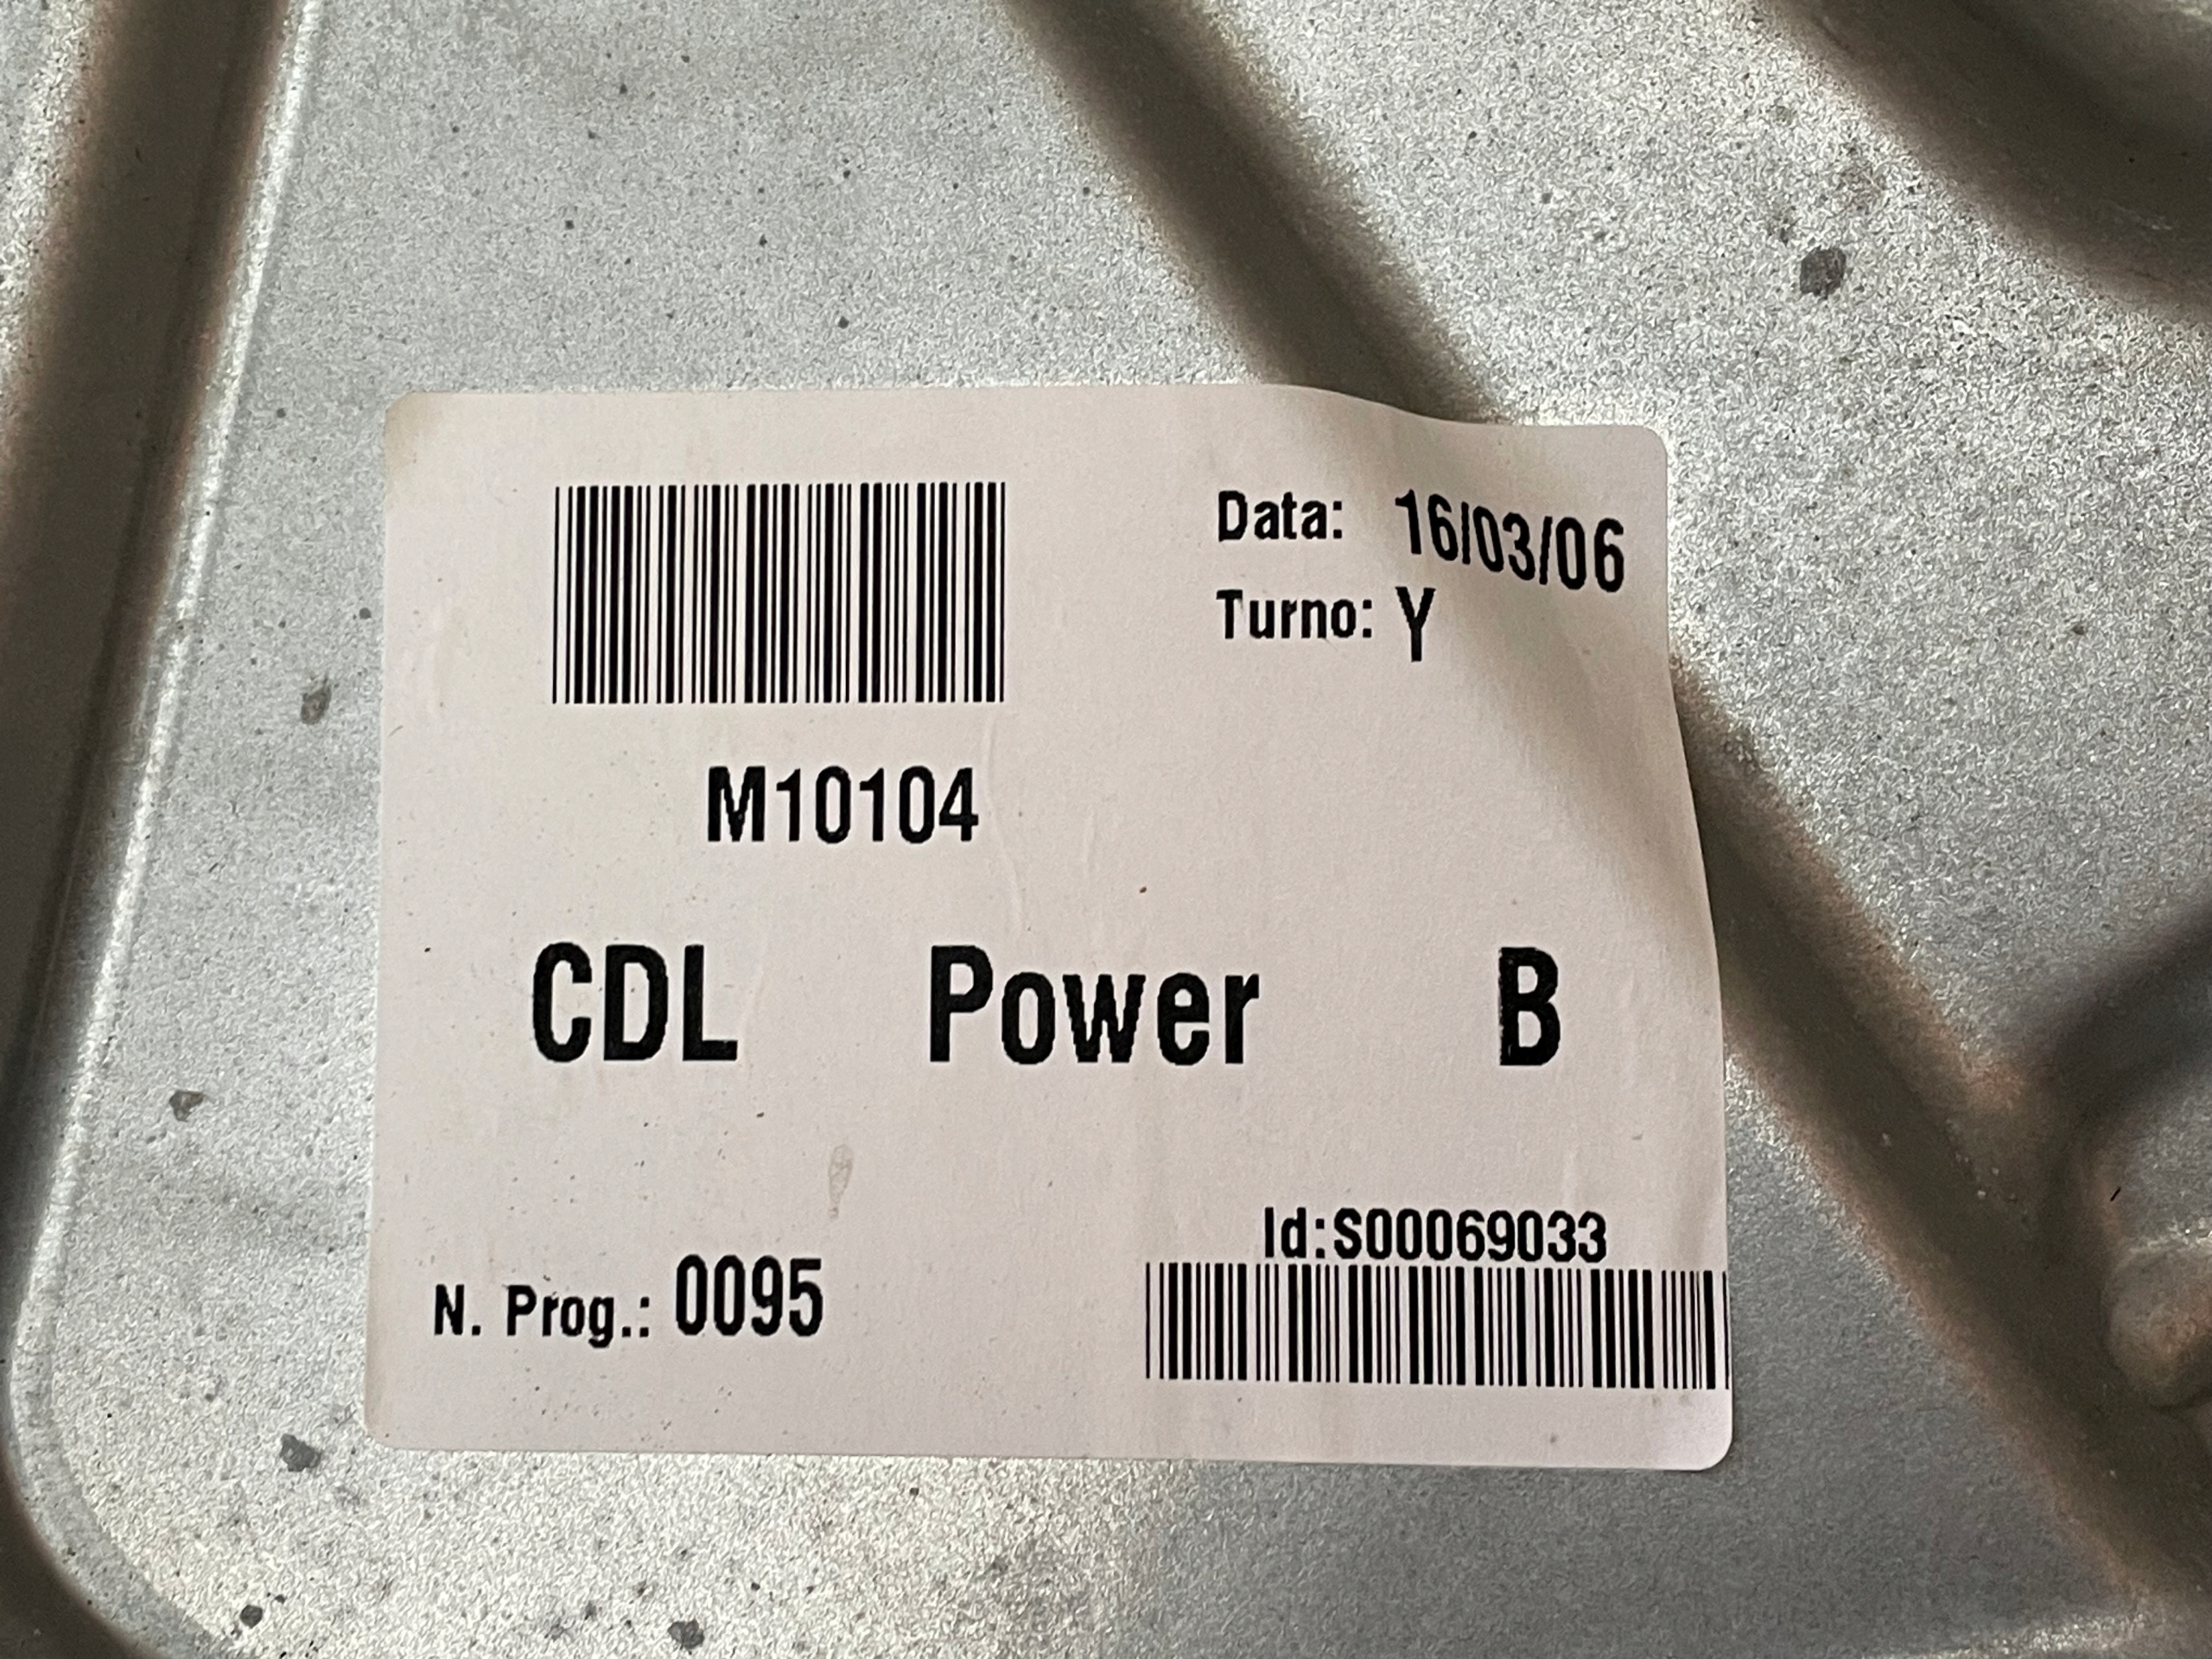 Data: 16/03/06
Turno: Y
M10104
CDL Power B
Id:S00069033
N. Prog.: 0095